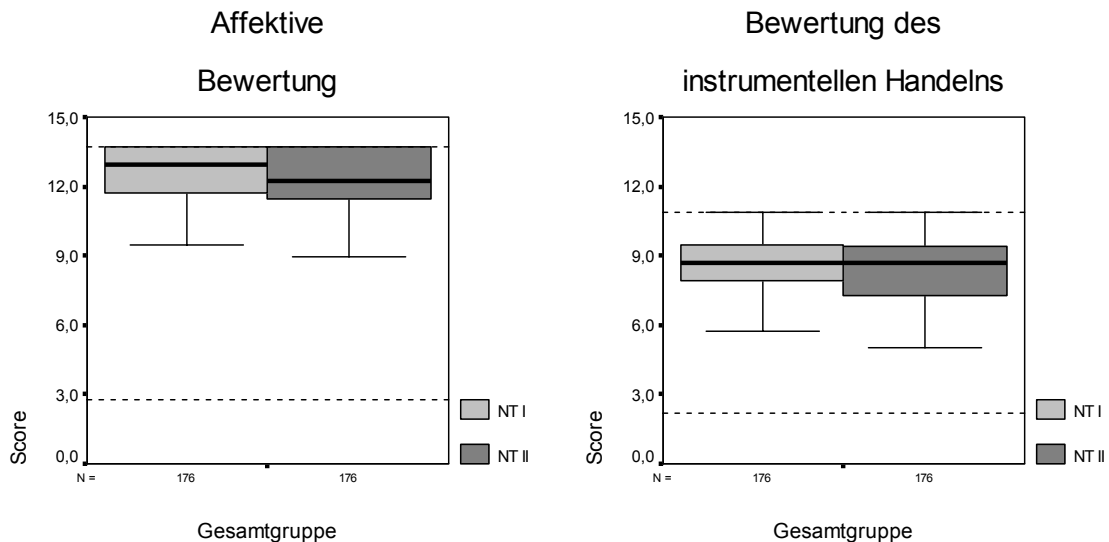 Affektive
Bewertung
15,0
12,0
9,0
6,0
3,0
0,0
Score
N =
176
176
Gesamtgruppe
NT I
NT II
Bewertung des
instrumentellen Handelns
15,0
12,0
9,0
6,0
3,0
0,0
Score
N =
176
176
Gesamtgruppe
NT I
NT II